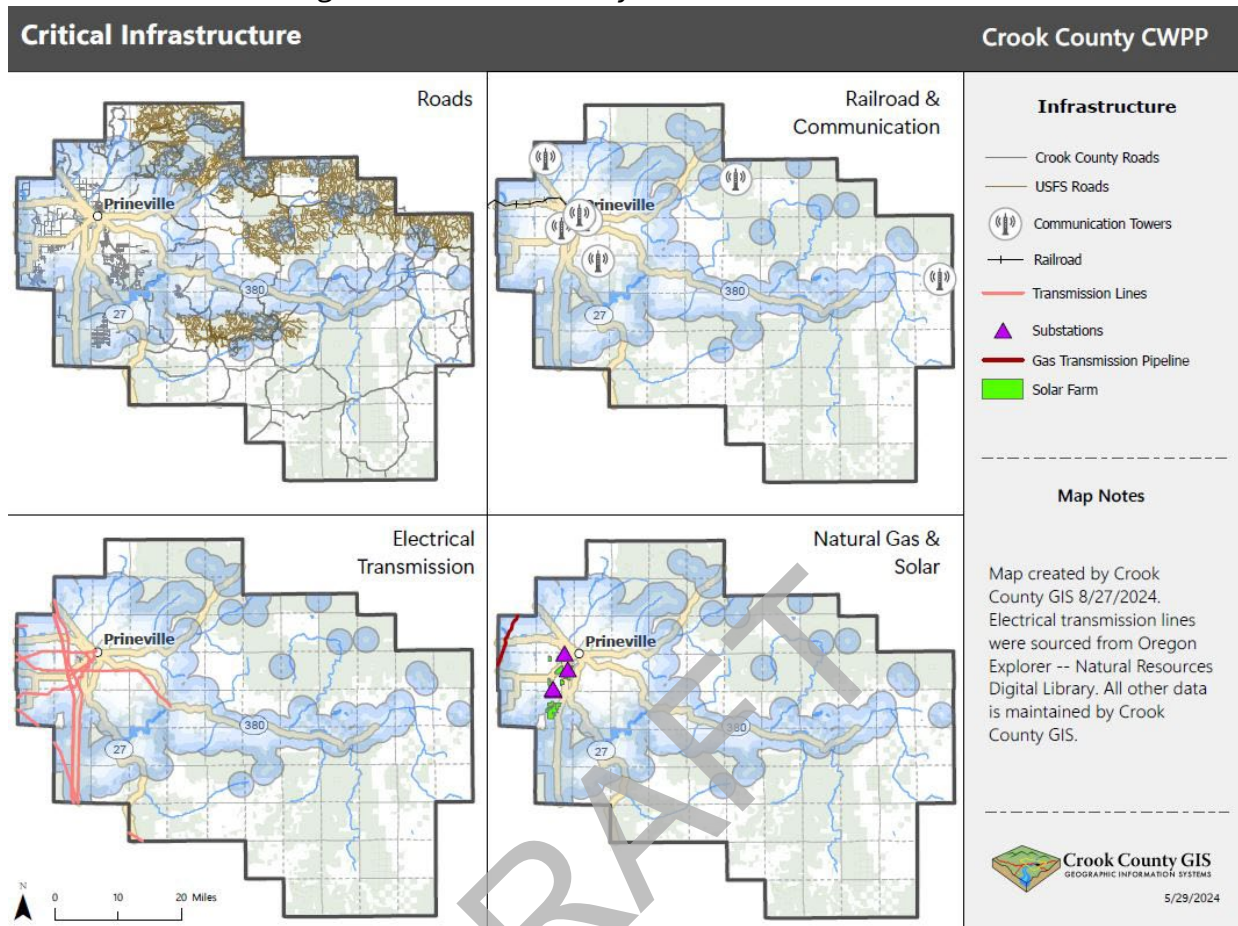 Critical Infrastructure
Crook County CWPP
Roads
Prineville
380
27
Railroad &
Communication
Prineville
380
27
Electrical
Transmission
Prineville
380
27
N
0 10 20 Miles
Natural Gas &
Solar
Prineville
380
27
Infrastructure
Crook County Roads
USFS Roads
Communication Towers
Railroad
Transmission Lines
Substations
Gas Transmission Pipeline
Solar Farm
Map Notes
Map created by Crook
County GIS 8/27/2024.
Electrical transmission lines
were sourced from Oregon
Explorer -- Natural Resources
Digital Library. All other data
is maintained by Crook
County GIS.
Crook County GIS
GEOGRAPHIC INFORMATION SYSTEMS
5/29/2024